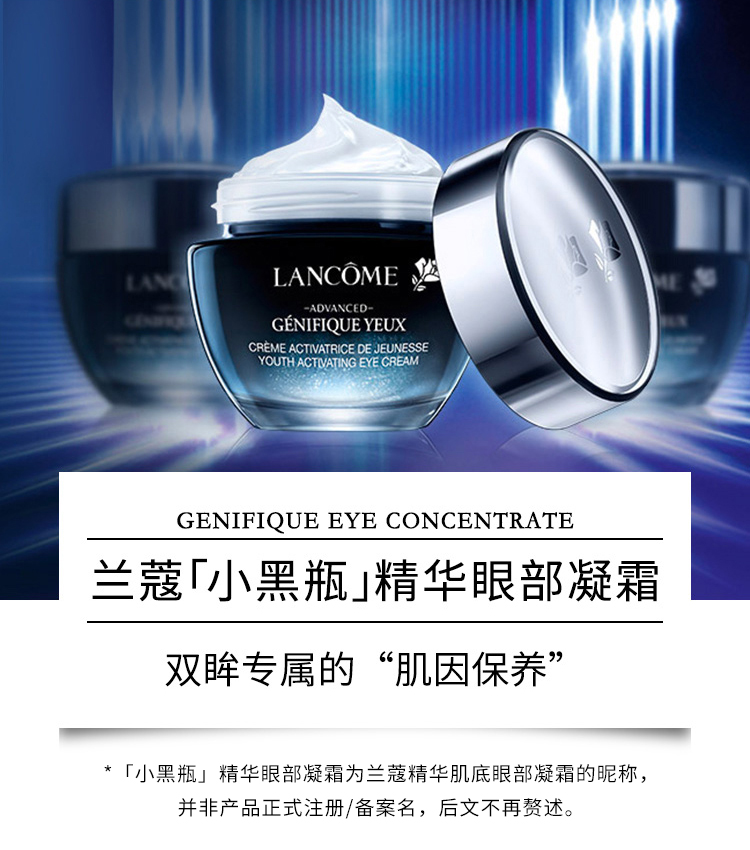 LANCÔME
-ADVANCED-
GÉNIFIQUE YEUX
CRÈME ACTIVATRICE DE JEUNESSE
YOUTH ACTIVATING EYE CREAM
GENIFIQUE EYE CONCENTRATE
兰蔻「小黑瓶」精华眼部凝霜
双眸专属的“肌因保养”
*「小黑瓶」精华眼部凝霜为兰蔻精华肌底眼部凝霜的昵称，
并非产品正式注册/备案名，后文不再赘述。